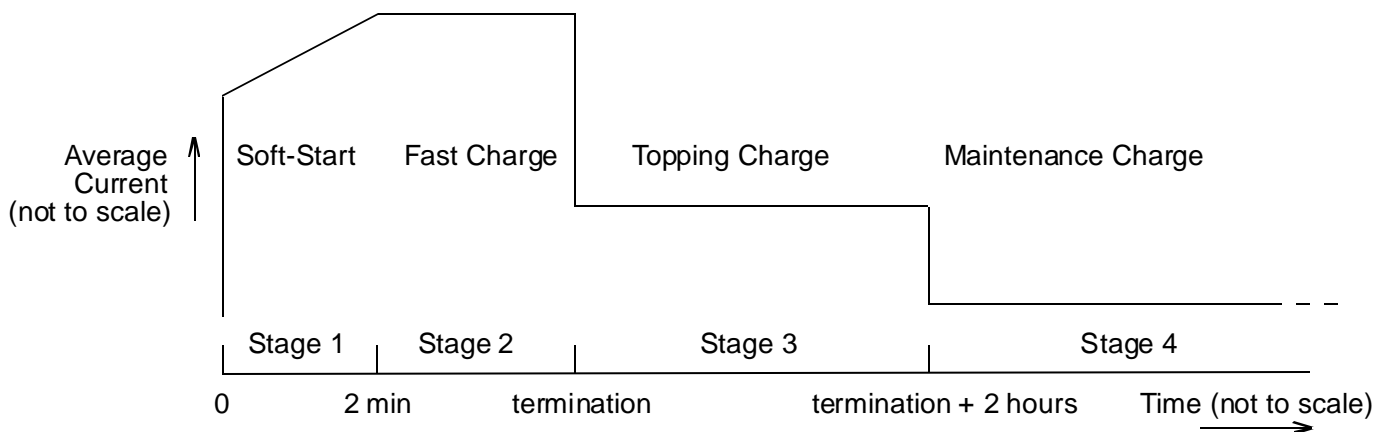 Average
Current
(not to scale)
Soft-Start
Fast Charge
Topping Charge
Maintenance Charge
Stage 1
Stage 2
Stage 3
Stage 4
0
2 min
termination
termination + 2 hours
Time (not to scale)